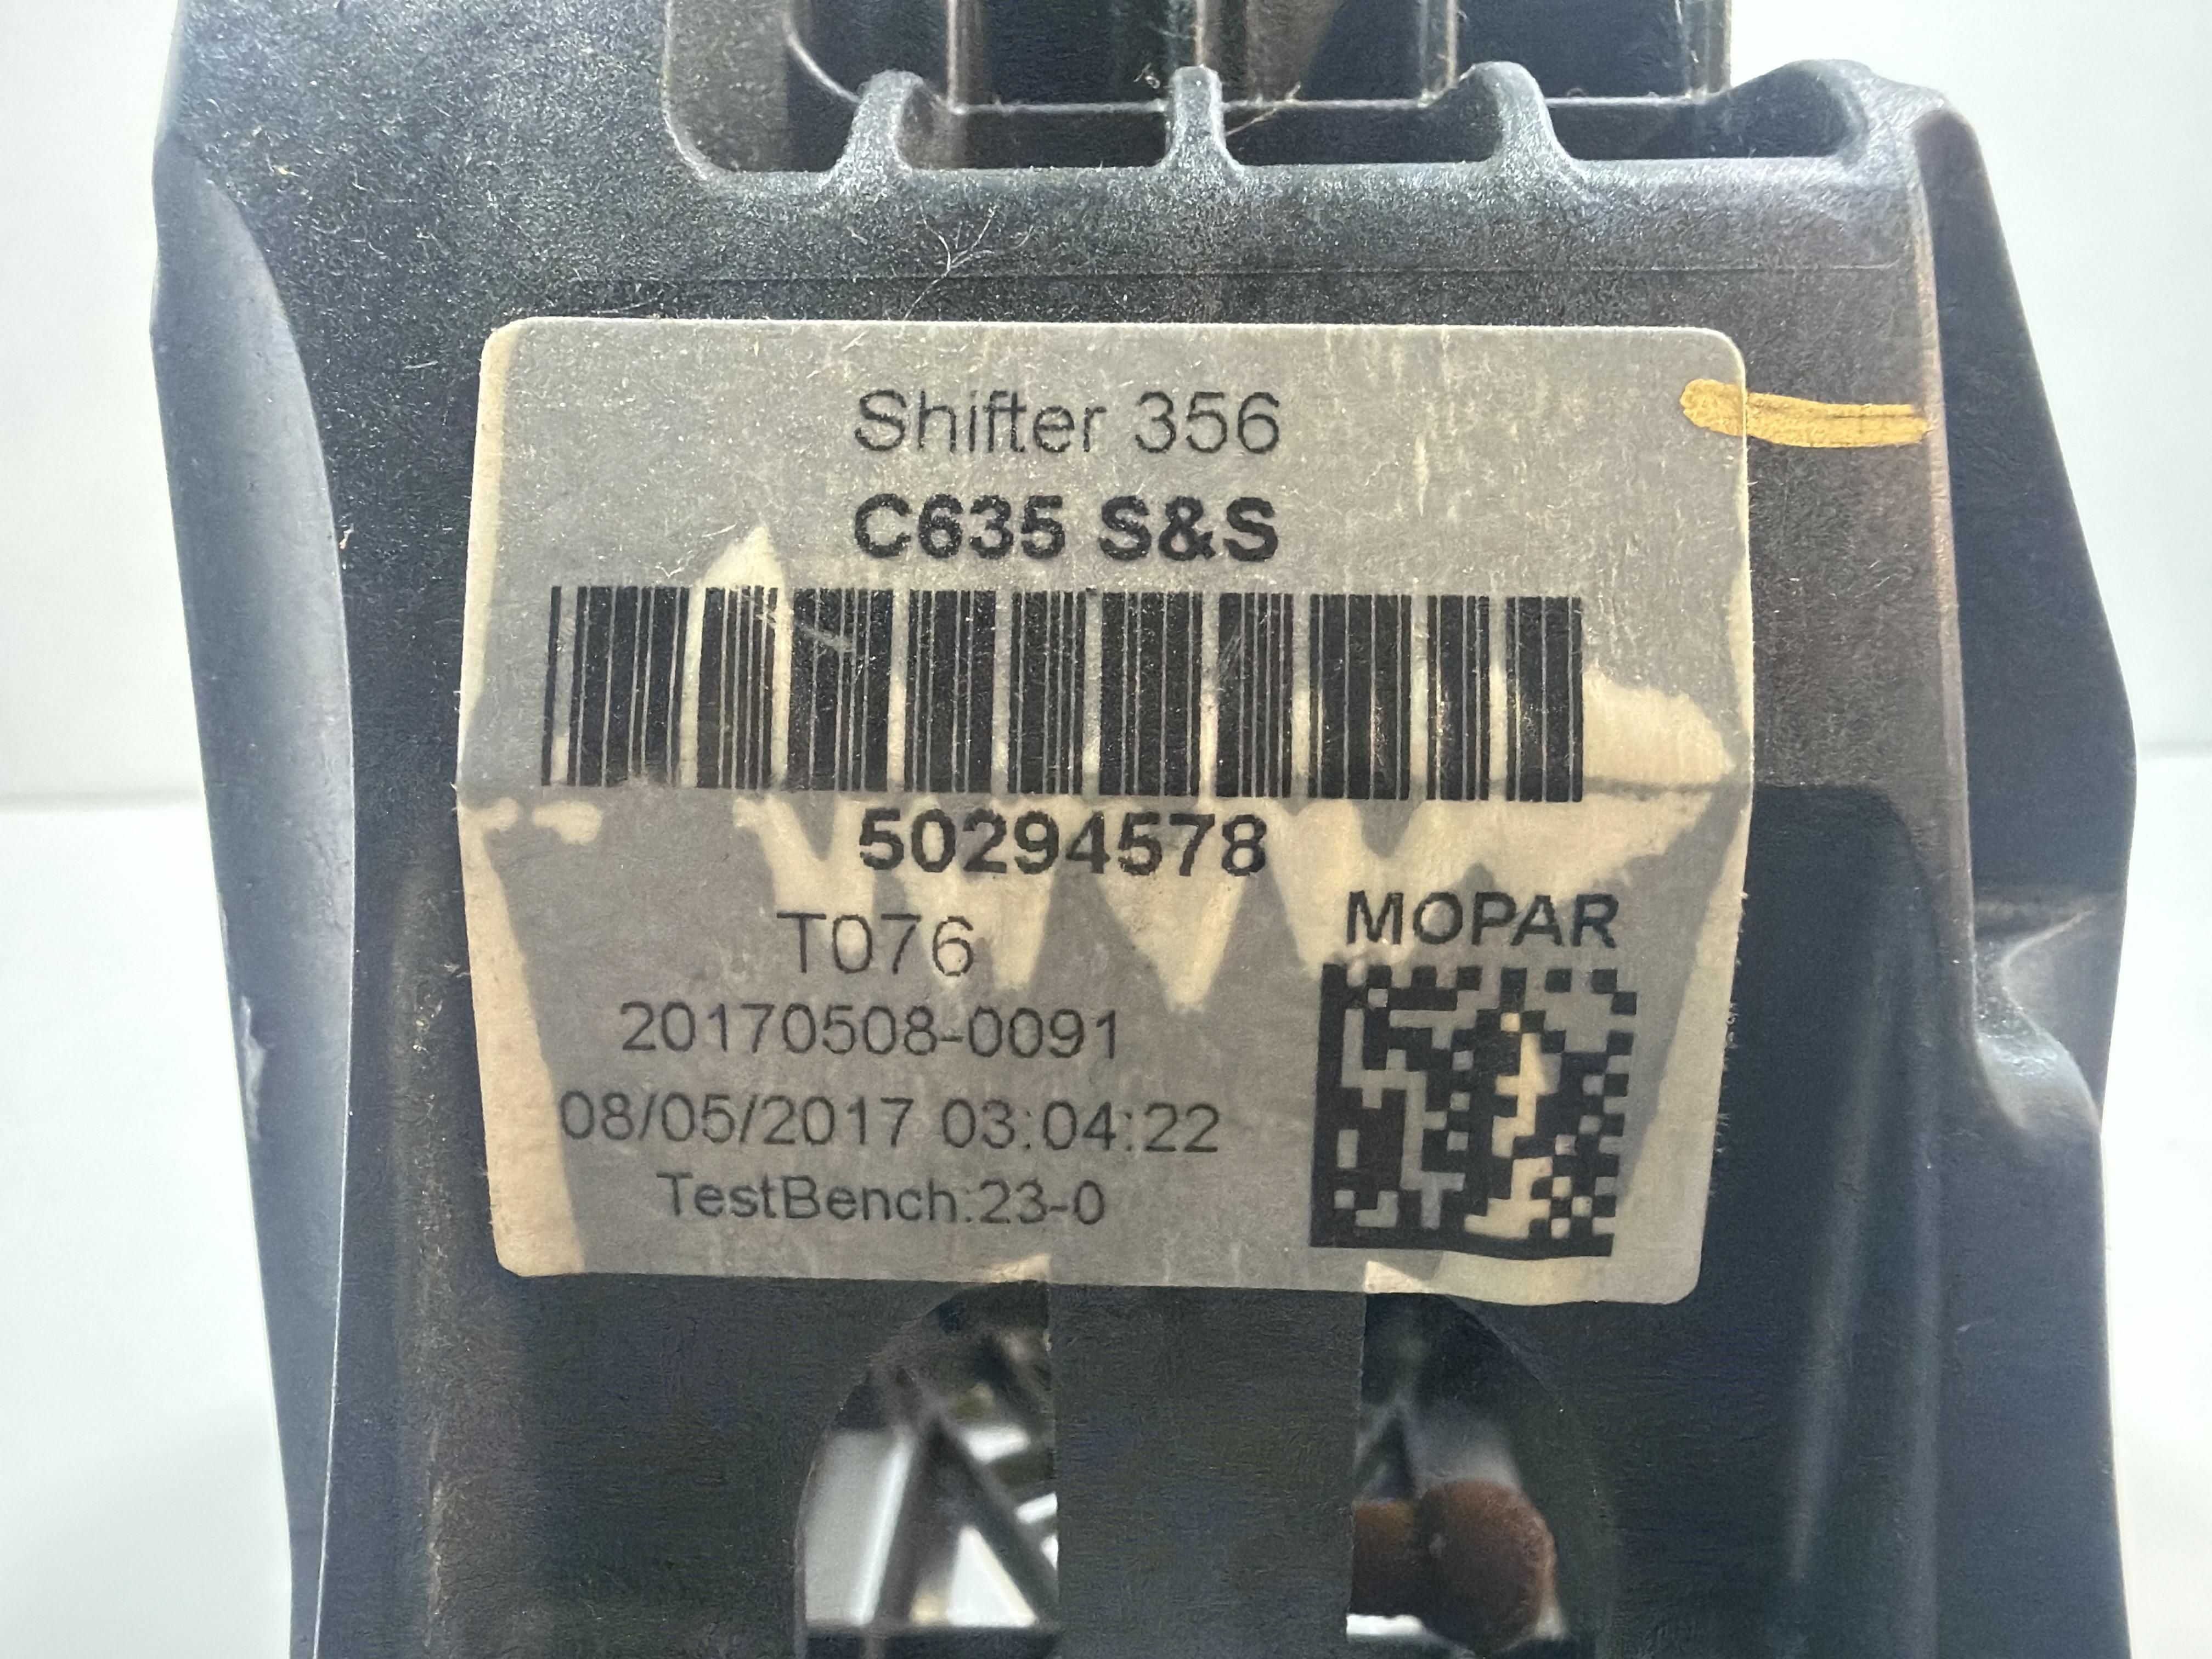 Shifter 356
C635 S&S
50294578
T076
MOPAR
20170508-0091
08/05/2017 03:04:22
TestBench:23-0